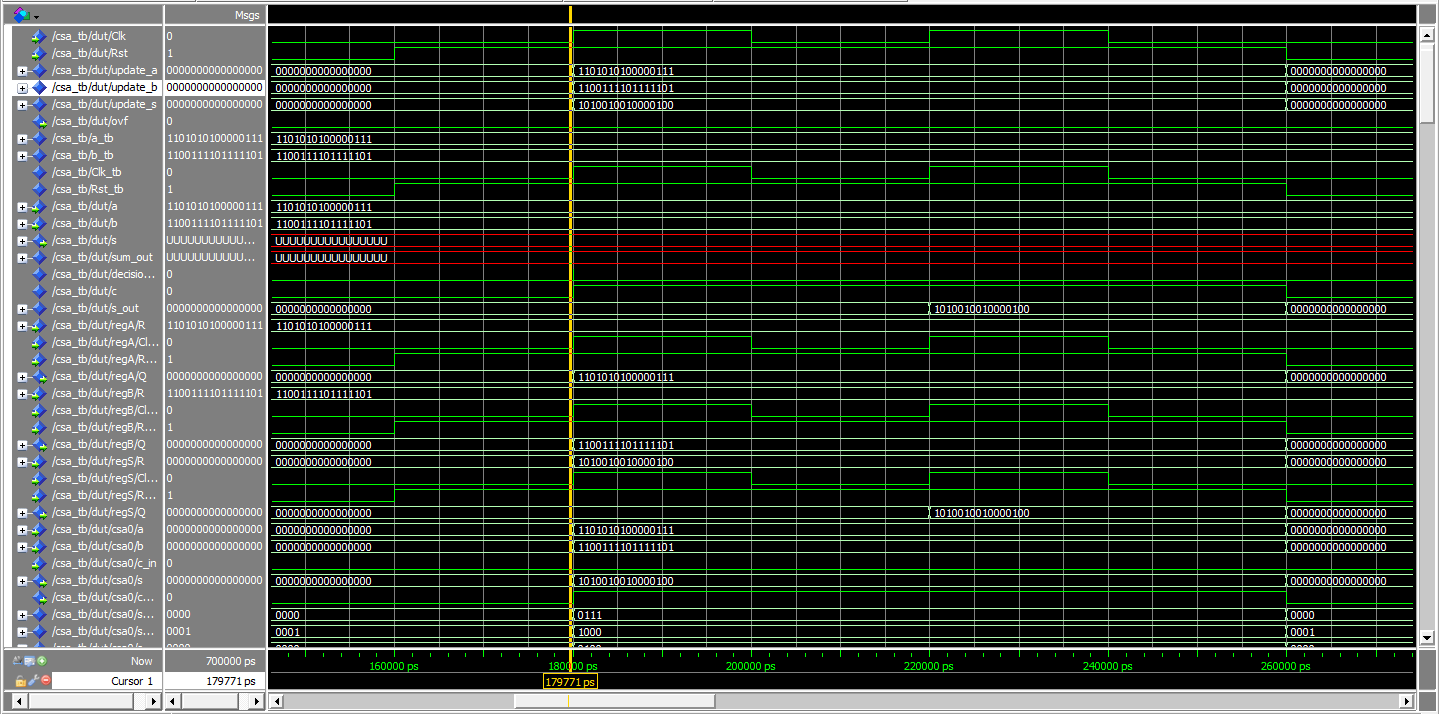 Msgs
/csa_tb/dut/Clk 0
/csa_tb/dut/Rst 1
/csa_tb/dut/update_a 0000000000000000 0000000000000000 1101010100000111 0000000000000000
/csa_tb/dut/update_b 0000000000000000 0000000000000000 1100111101111101 0000000000000000
/csa_tb/dut/update_s 0000000000000000 0000000000000000 1010010010000100 0000000000000000
/csa_tb/dut/ovf 0
/csa_tb/a_tb 1101010100000111 1101010100000111
/csa_tb/b_tb 1100111101111101 1100111101111101
/csa_tb/Clk_tb 0
/csa_tb/Rst_tb 1
/csa_tb/dut/a 1101010100000111 1101010100000111
/csa_tb/dut/b 1100111101111101 1100111101111101
/csa_tb/dut/s UUUUUUUUUUU... UUUUUUUUUUUUUUUU
/csa_tb/dut/sum_out UUUUUUUUUUU... UUUUUUUUUUUUUUUU
/csa_tb/dut/decisio... 0
/csa_tb/dut/c 0
/csa_tb/dut/s_out 0000000000000000 0000000000000000 1010010010000100 0000000000000000
/csa_tb/dut/regA/R 1101010100000111 1101010100000111
/csa_tb/dut/regA/Cl... 0
/csa_tb/dut/regA/R... 1
/csa_tb/dut/regA/Q 0000000000000000 0000000000000000 1101010100000111 0000000000000000
/csa_tb/dut/regB/R 1100111101111101 1100111101111101
/csa_tb/dut/regB/Cl... 0
/csa_tb/dut/regB/R... 1
/csa_tb/dut/regB/Q 0000000000000000 0000000000000000 1100111101111101 0000000000000000
/csa_tb/dut/regS/R 0000000000000000 0000000000000000 1010010010000100 0000000000000000
/csa_tb/dut/regS/Cl... 0
/csa_tb/dut/regS/R... 1
/csa_tb/dut/regS/Q 0000000000000000 0000000000000000 1010010010000100 0000000000000000
/csa_tb/dut/csa0/a 0000000000000000 0000000000000000 1101010100000111 0000000000000000
/csa_tb/dut/csa0/b 0000000000000000 0000000000000000 1100111101111101 0000000000000000
/csa_tb/dut/csa0/c_in 0
/csa_tb/dut/csa0/s 0000000000000000 0000000000000000 1010010010000100 0000000000000000
/csa_tb/dut/csa0/c... 0
/csa_tb/dut/csa0/s... 0000 0000 0111 0000
/csa_tb/dut/csa0/s... 0001 0001 1000 0001
Now 700000 ps 160000 ps 180000 ps 200000 ps 220000 ps 240000 ps 260000 ps
Cursor 1 179771 ps 179771 ps